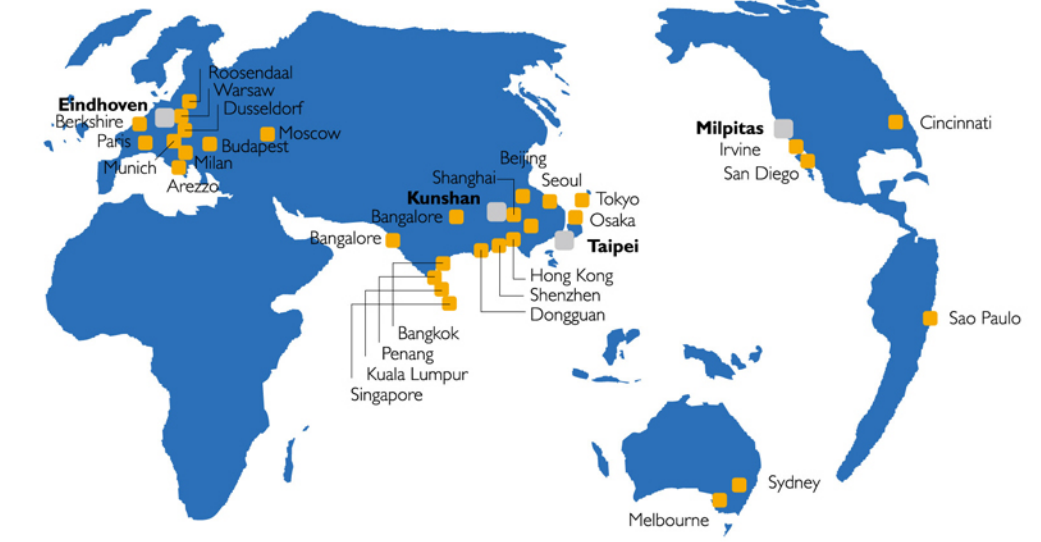 Roosendaal
Warsaw
Eindhoven
Dusseldorf
Berkshire
Moscow
Paris
Budapest
Munich
Milan
Arezzo
Beijing
Shanghai
Seoul
Kunshan
Tokyo
Bangalore
Osaka
Bangalore
Taipei
Hong Kong
Shenzhen
Dongguan
Bangkok
Penang
Kuala Lumpur
Singapore
Milpitas
Cincinnati
Irvine
San Diego
Sao Paulo
Sydney
Melbourne